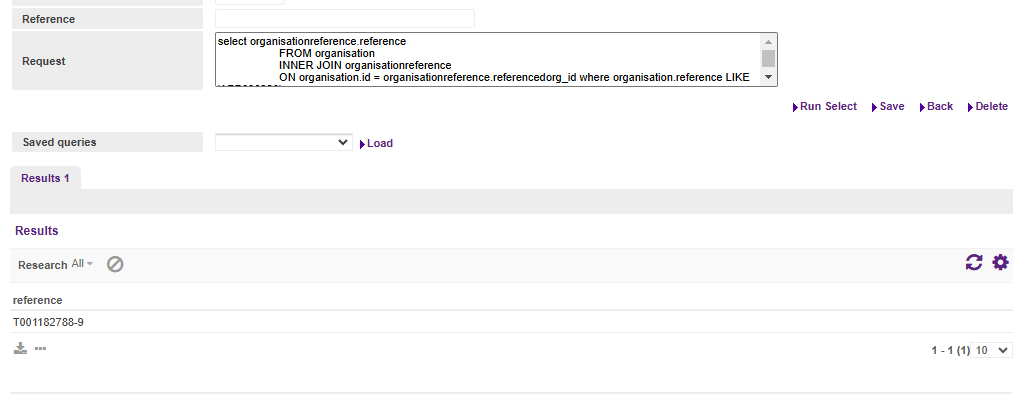 Reference
Request
select organisationreference.reference
FROM organisation
INNER JOIN organisationreference
ON organisation.id = organisationreference.referencedorg_id where organisation.reference LIKE
Run Select Save Back Delete
Saved queries
Load
Results 1
Results
Research All
reference
T001182788-9
1 - 1 (1) 10